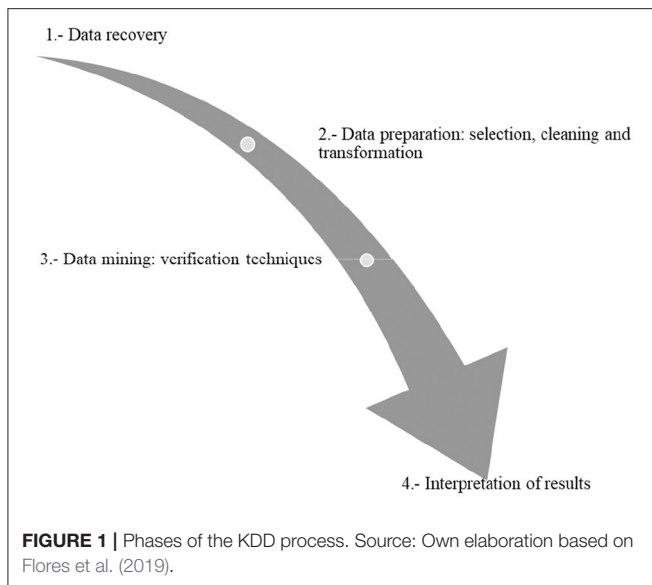 1.- Data recovery
2.- Data preparation: selection, cleaning and
transformation
3.- Data mining: verification techniques
4.- Interpretation of results
FIGURE 1 | Phases of the KDD process. Source: Own elaboration based on
Flores et al. (2019).